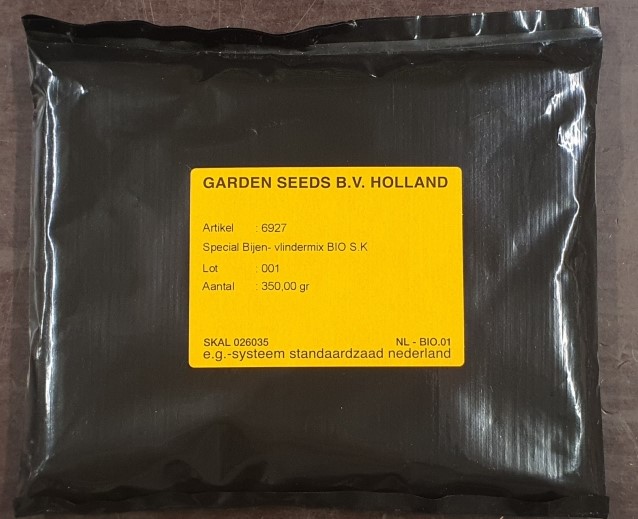 GARDEN SEEDS B.V. HOLLAND
Artikel : 6927
Special Bijen- vlindermix BIO S.K
Lot : 001
Aantal : 350,00 gr
SKAL 026035 NL - BIO.01
e.g.-systeem standaardzaad nederland